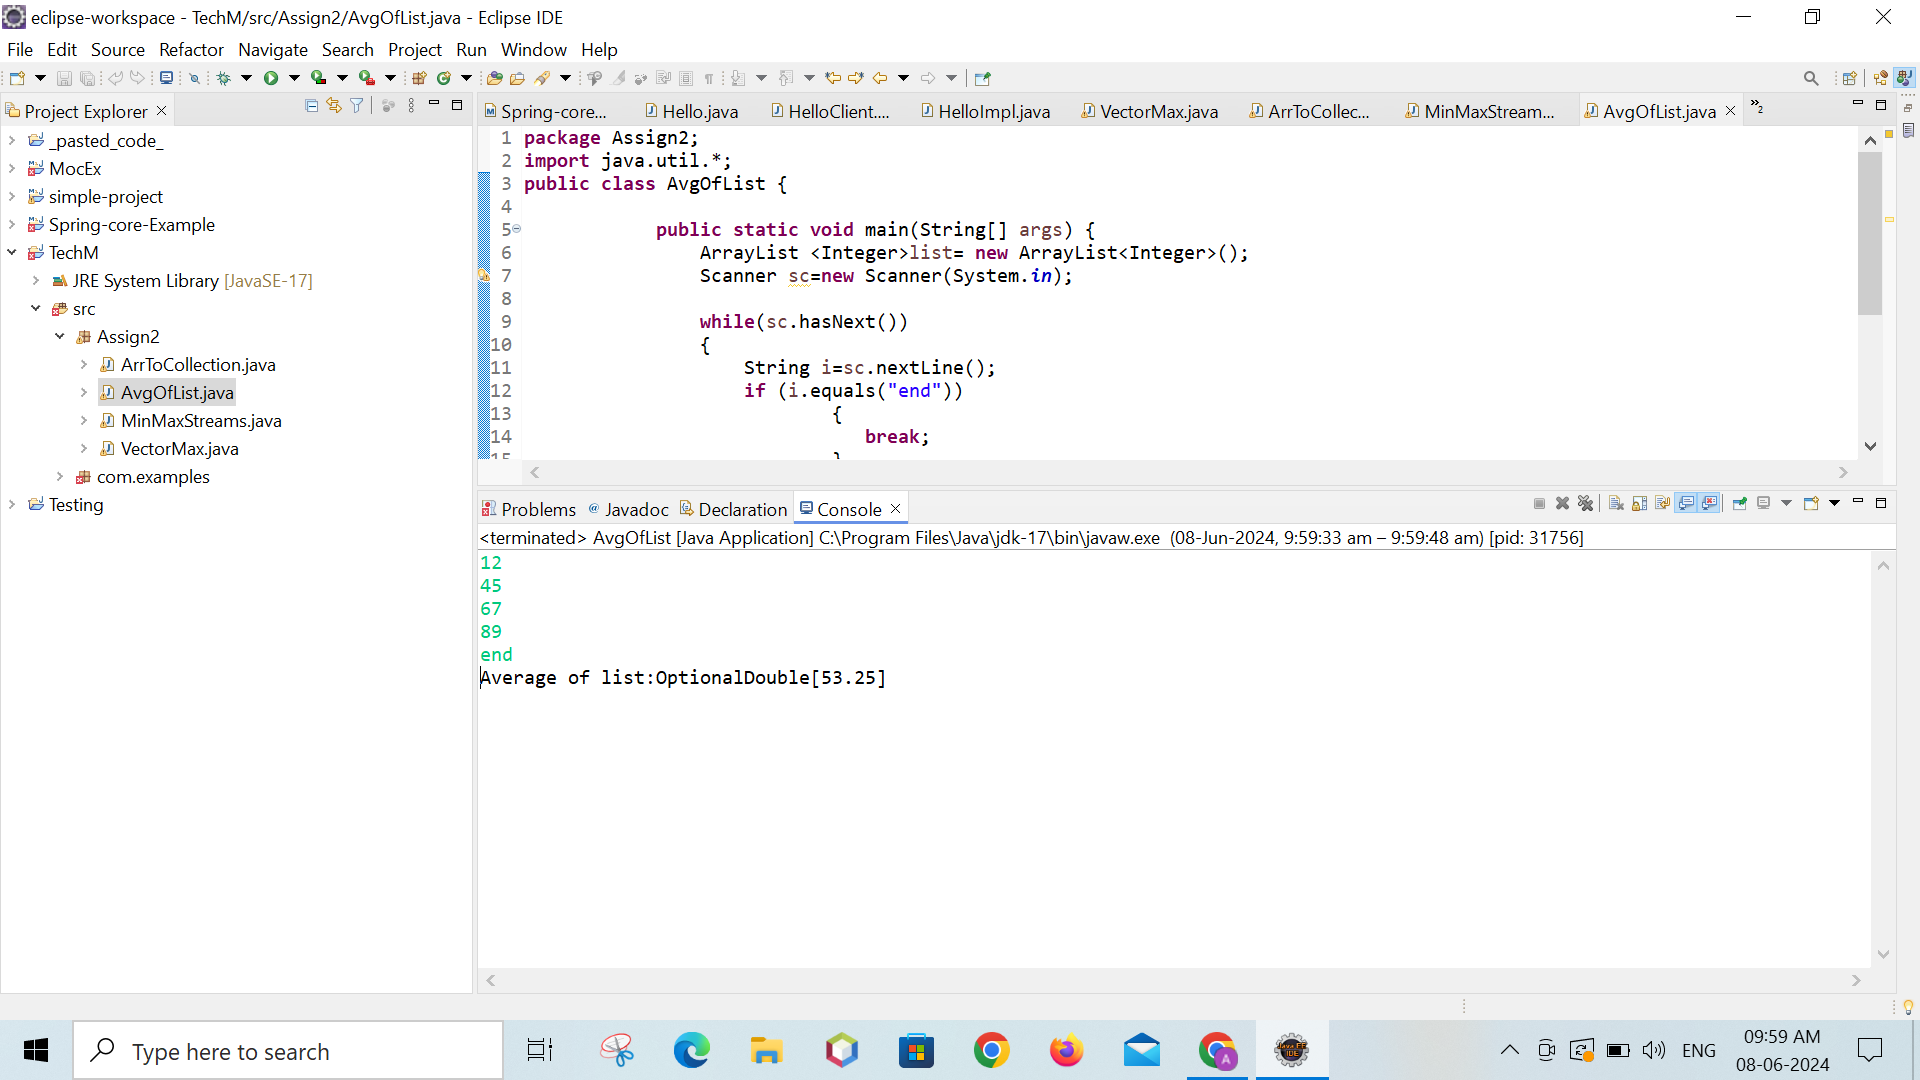 eclipse-workspace - TechM/src/Assign2/AvgOfList.java - Eclipse IDE
File Edit Source Refactor Navigate Search Project Run Window Help
Project Explorer
_pasted_code_
MocEx
simple-project
Spring-core-Example
TechM
JRE System Library [JavaSE-17]
src
Assign2
ArrToCollection.java
AvgOfList.java
MinMaxStreams.java
VectorMax.java
com.examples
Testing
Spring-core... Hello.java HelloClient.... HelloImpl.java VectorMax.java ArrToCollec... MinMaxStream... AvgOfList.java »2
1 package Assign2;
2 import java.util.*;
3 public class AvgOfList {
4
5 public static void main(String[] args) {
6 ArrayList <Integer>list= new ArrayList<Integer>();
7 Scanner sc=new Scanner(System.in);
8
9 while(sc.hasNext())
10 {
11 String i=sc.nextLine();
12 if (i.equals("end"))
13 {
14 break;
15 }
Problems @ Javadoc Declaration Console
<terminated> AvgOfList [Java Application] C:\Program Files\Java\jdk-17\bin\javaw.exe (08-Jun-2024, 9:59:33 am – 9:59:48 am) [pid: 31756]
12
45
67
89
end
Average of list:OptionalDouble[53.25]
Type here to search
ENG
09:59 AM
08-06-2024